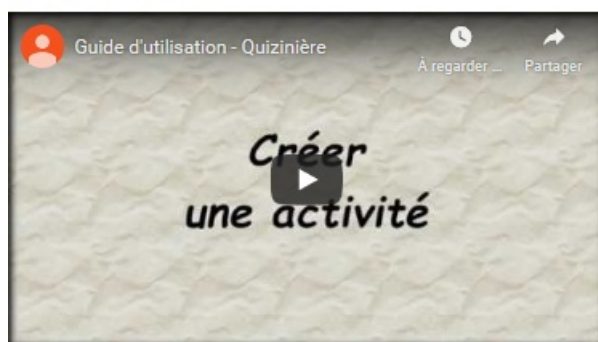 Guide d'utilisation - Quizinière
À regarder ...
Partager
Créer
une activité